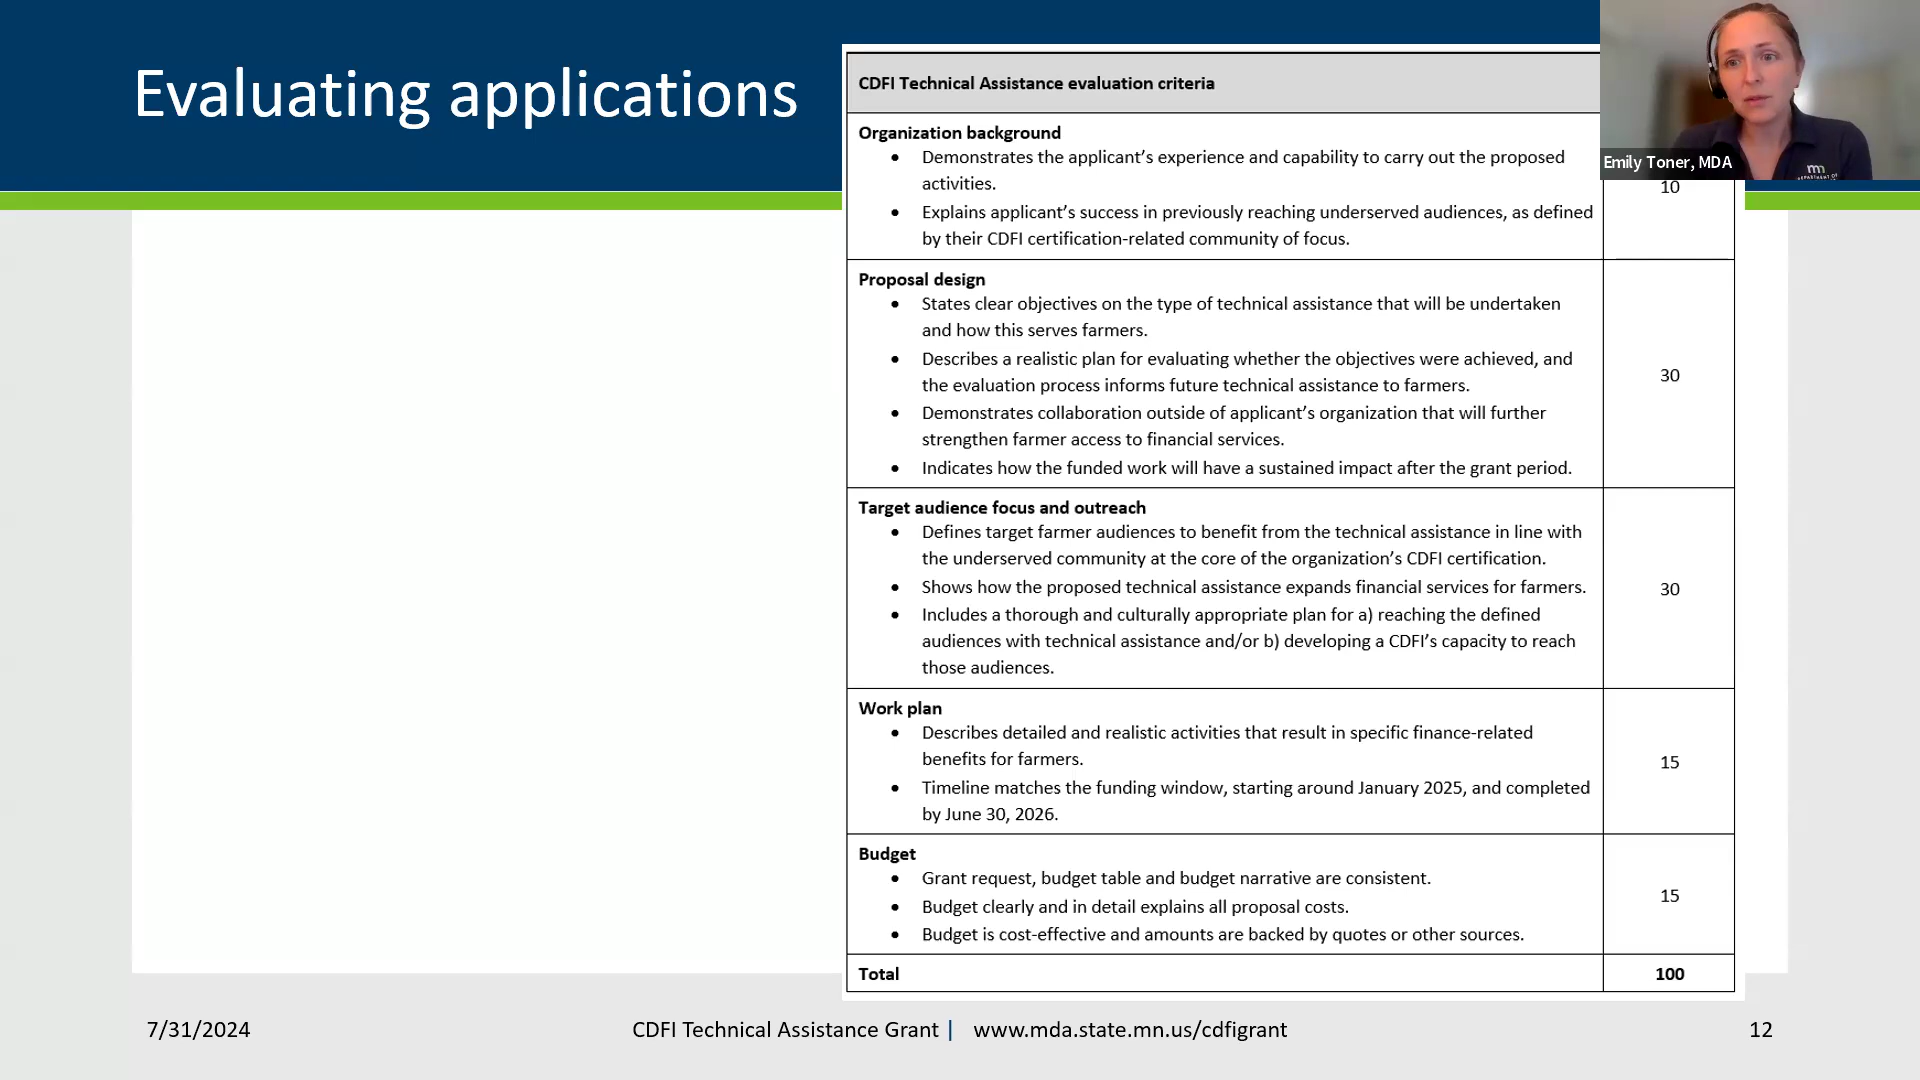 Evaluating applications
CDFI Technical Assistance evaluation criteria
Organization background
• Demonstrates the applicant’s experience and capability to carry out the proposed
activities.
• Explains applicant’s success in previously reaching underserved audiences, as defined
by their CDFI certification-related community of focus.
10
Proposal design
• States clear objectives on the type of technical assistance that will be undertaken
and how this serves farmers.
• Describes a realistic plan for evaluating whether the objectives were achieved, and
the evaluation process informs future technical assistance to farmers.
• Demonstrates collaboration outside of applicant’s organization that will further
strengthen farmer access to financial services.
• Indicates how the funded work will have a sustained impact after the grant period.
30
Target audience focus and outreach
• Defines target farmer audiences to benefit from the technical assistance in line with
the underserved community at the core of the organization’s CDFI certification.
• Shows how the proposed technical assistance expands financial services for farmers.
• Includes a thorough and culturally appropriate plan for a) reaching the defined
audiences with technical assistance and/or b) developing a CDFI’s capacity to reach
those audiences.
30
Work plan
• Describes detailed and realistic activities that result in specific finance-related
benefits for farmers.
• Timeline matches the funding window, starting around January 2025, and completed
by June 30, 2026.
15
Budget
• Grant request, budget table and budget narrative are consistent.
• Budget clearly and in detail explains all proposal costs.
• Budget is cost-effective and amounts are backed by quotes or other sources.
15
Total 100
Emily Toner, MDA
7/31/2024
CDFI Technical Assistance Grant | www.mda.state.mn.us/cdfigrant
12